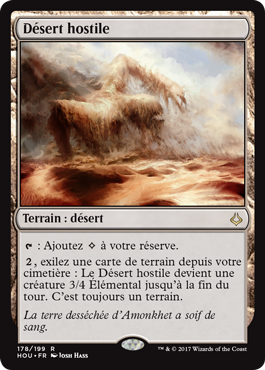 Désert hostile
Terrain : désert
: Ajoutez à votre réserve.
2, exilez une carte de terrain depuis votre
cimetière : Le Désert hostile devient une
créature 3/4 Élémental jusqu'à la fin du
tour. C'est toujours un terrain.
La terre desséchée d'Amonkhet a soif de
sang.
178/199 R
HOU • FR Josh Hass
™ & © 2017 Wizards of the Coast